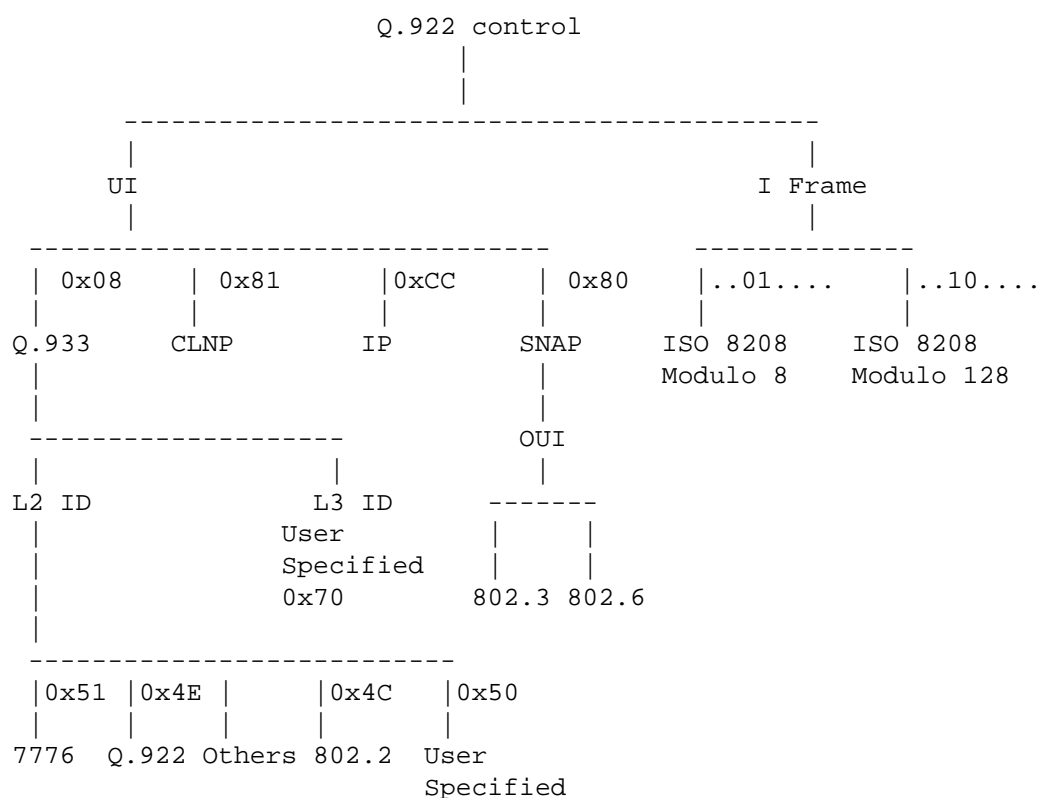 Q.922 control
UI I Frame
0x08 0x81 0xCC 0x80 ..01.... ..10....
Q.933 CLNP IP SNAP ISO 8208 ISO 8208
Modulo 8 Modulo 128
OUI
L2 ID L3 ID
User
Specified
0x70 802.3 802.6
0x51 0x4E 0x4C 0x50
7776 Q.922 Others 802.2 User
Specified